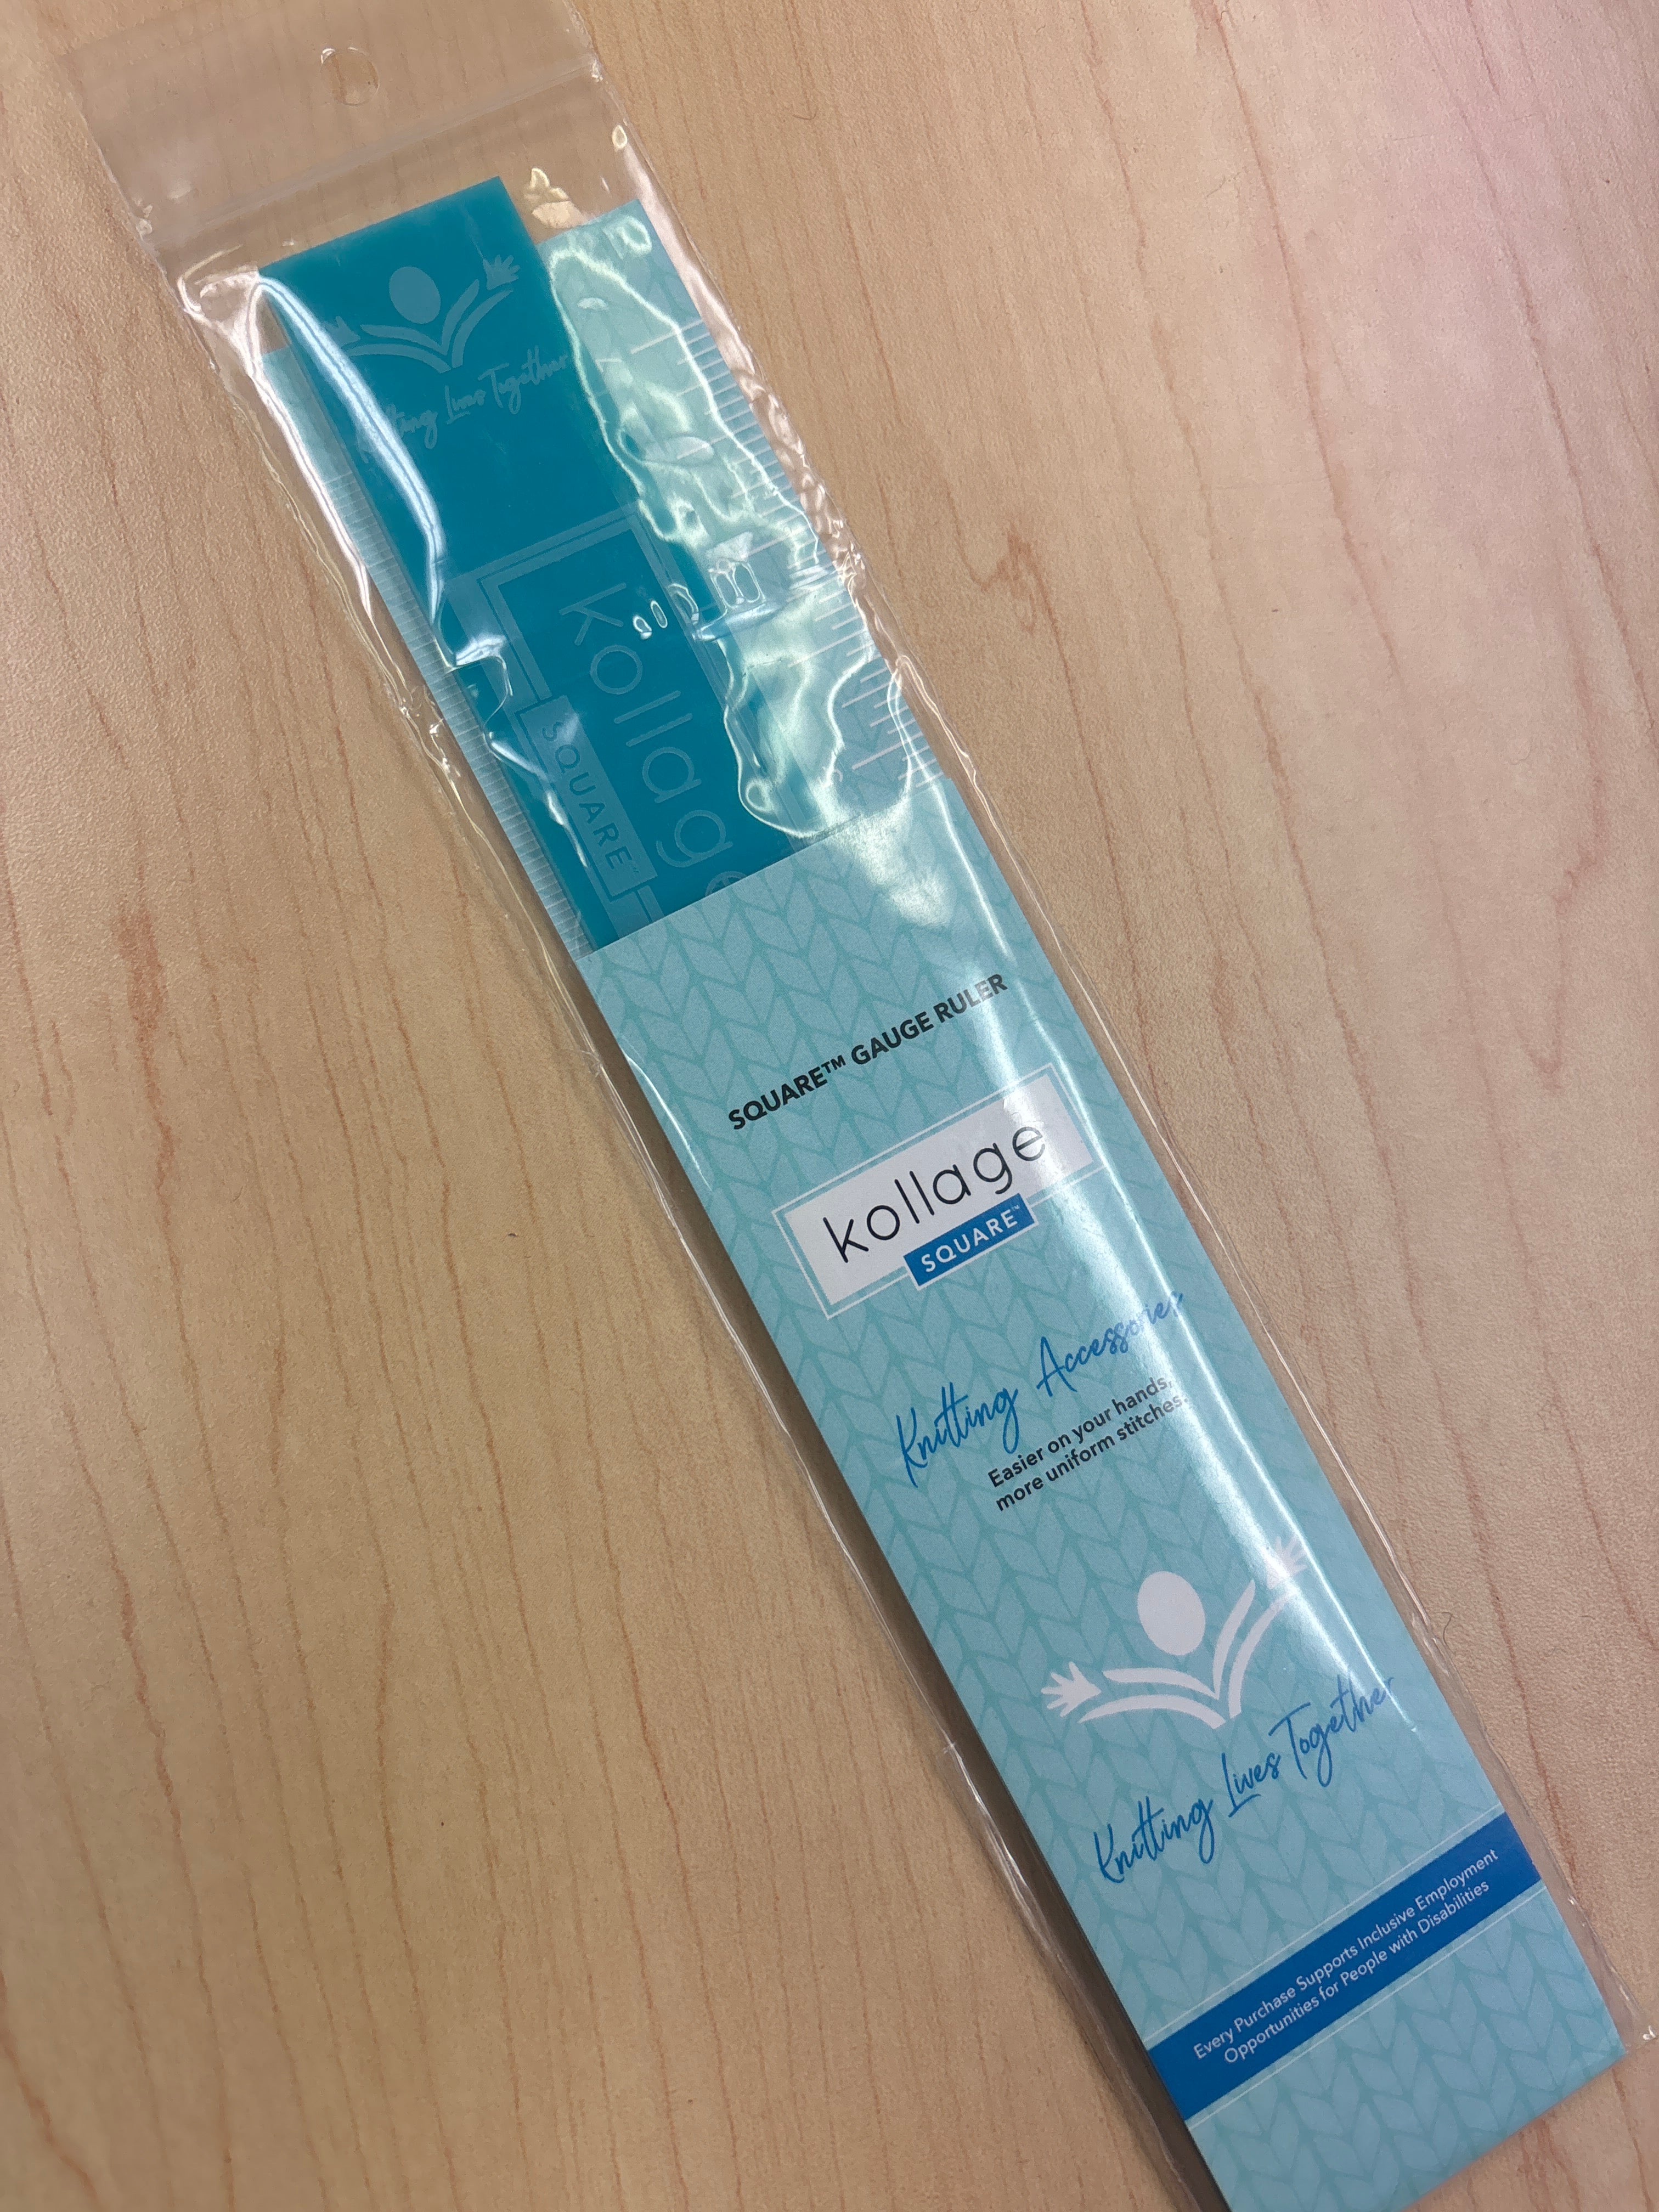 Knitting Lives Together
kollage
SQUARE™
SQUARE™ GAUGE RULER
kollage
SQUARE™
Knitting Accessories
Easier on your hands,
more uniform stitches.
Knitting Lives Together
Every Purchase Supports Inclusive Employment
Opportunities for People with Disabilities